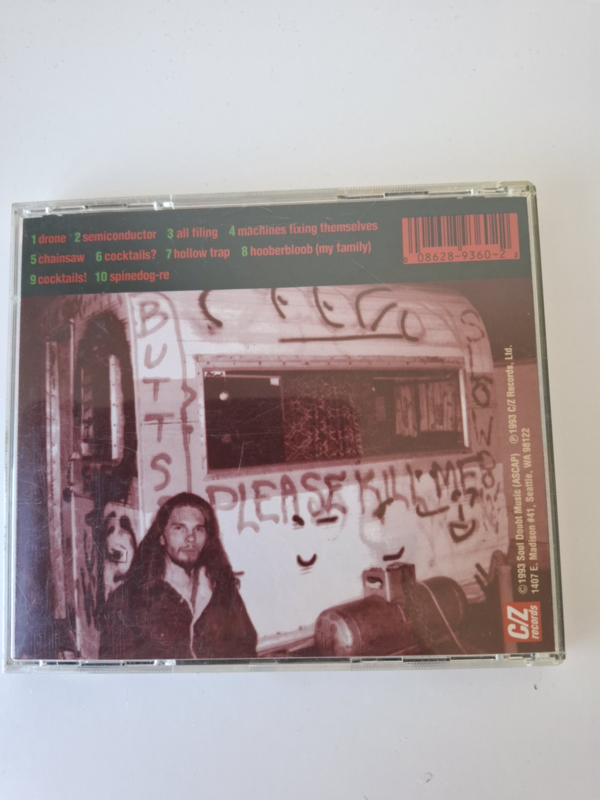 1 drone 2 semiconductor 3 all filing 4 machines fixing themselves
5 chainsaw 6 cocktails? 7 hollow trap 8 hooberbloob (my family)
9 cocktails! 10 spinedog-re
08628-9360-2
BUTTS
PLEASE KILL ME
© 1993 Soul Doubt Music (ASCAP) ℗ 1993 C/Z Records, Ltd.
1407 E. Madison #41, Seattle, WA 98122
C/Z
records